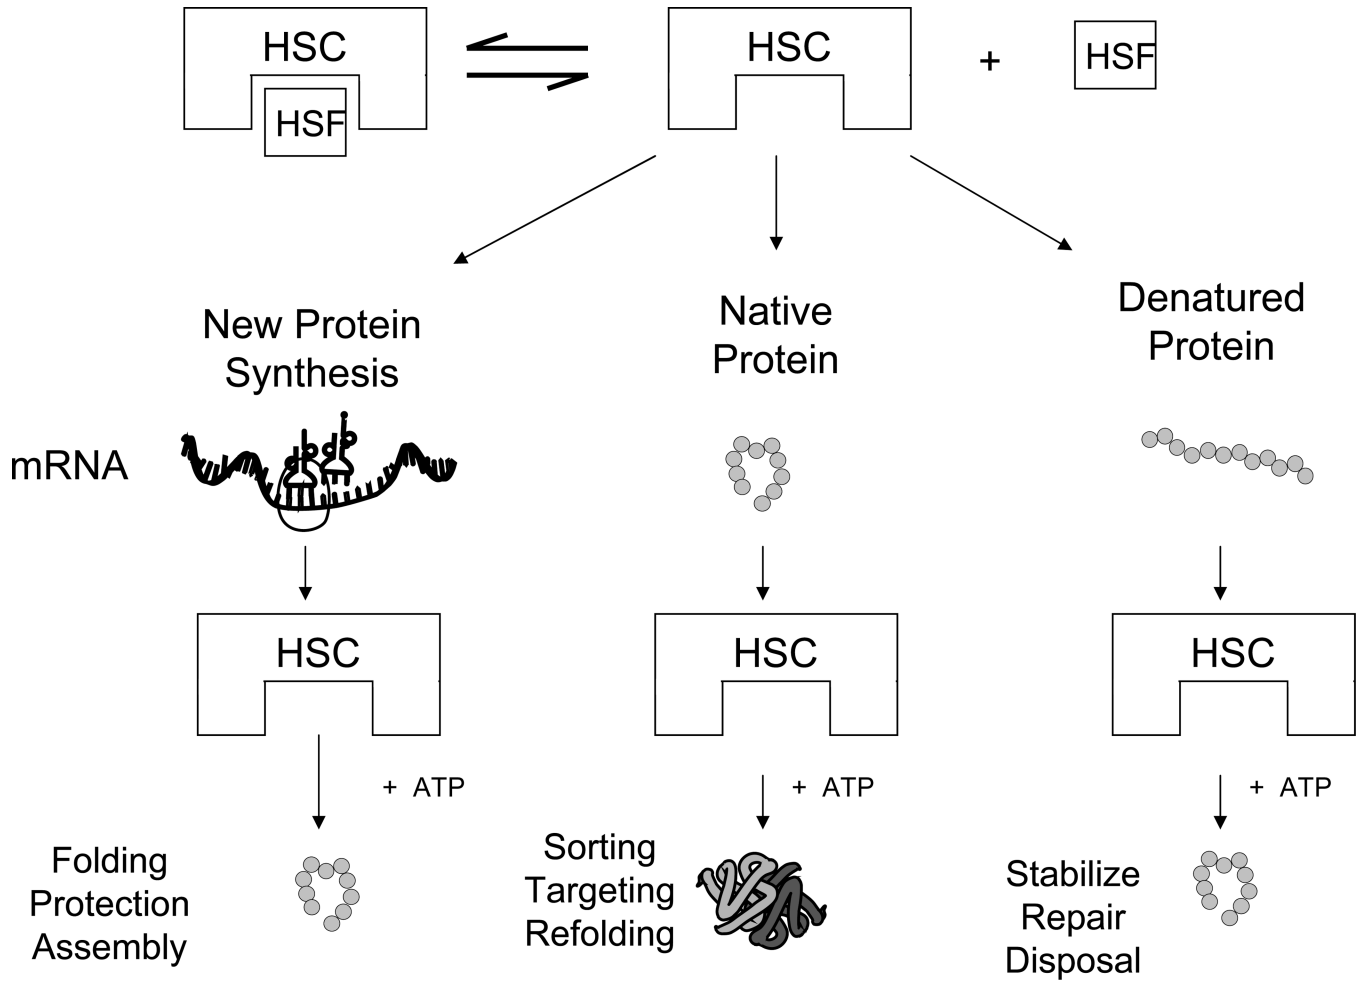 HSC
HSF
HSC
+
HSF
New Protein
Synthesis
Native
Protein
Denatured
Protein
mRNA
HSC
HSC
HSC
+ ATP
+ ATP
+ ATP
Folding
Protection
Assembly
Sorting
Targeting
Refolding
Stabilize
Repair
Disposal